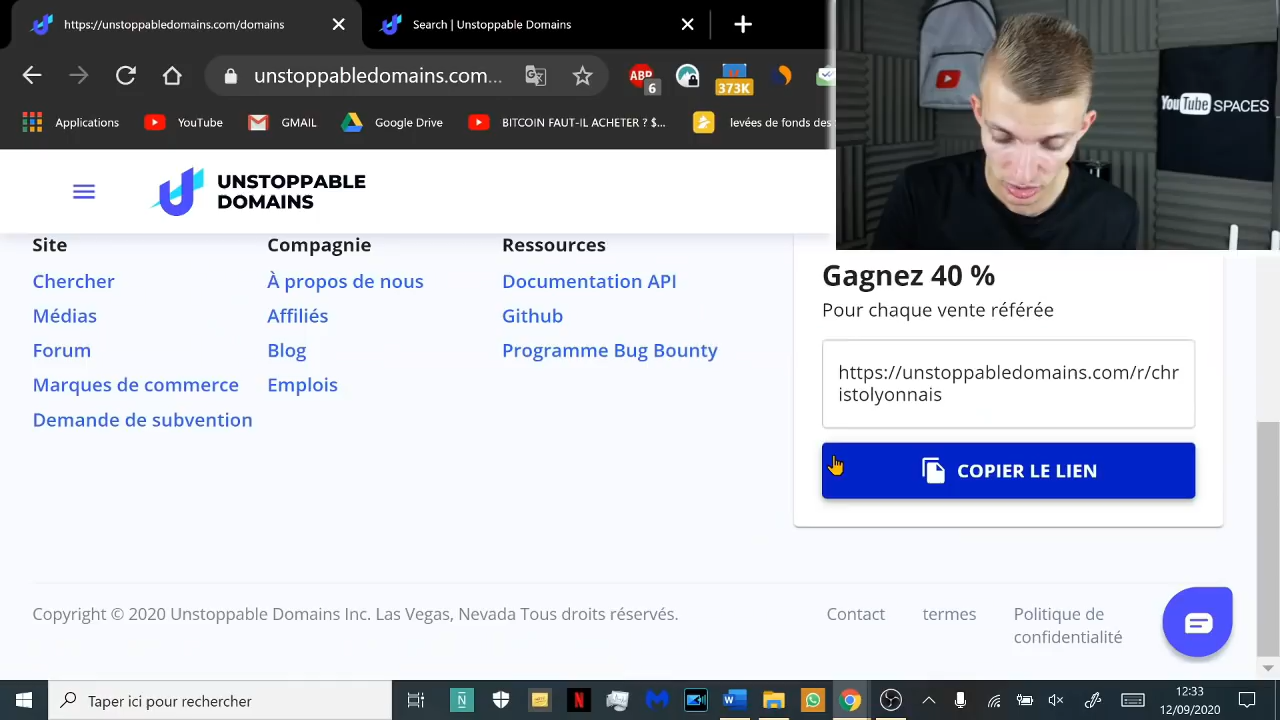 https://unstoppabledomains.com/domains
Search | Unstoppable Domains
unstoppabledomains.com...
ABP
6
373K
Applications
YouTube
GMAIL
Google Drive
BITCOIN FAUT-IL ACHETER ? $...
levées de fonds des
YouTube SPACES
UNSTOPPABLE
DOMAINS
Site
Compagnie
Ressources
Chercher
À propos de nous
Documentation API
Médias
Affiliés
Github
Forum
Blog
Programme Bug Bounty
Marques de commerce
Emplois
Demande de subvention
Gagnez 40 %
Pour chaque vente référée
https://unstoppabledomains.com/r/chr
istolyonnais
COPIER LE LIEN
Copyright © 2020 Unstoppable Domains Inc. Las Vegas, Nevada Tous droits réservés.
Contact
termes
Politique de
confidentialité
Taper ici pour rechercher
12:33
12/09/2020